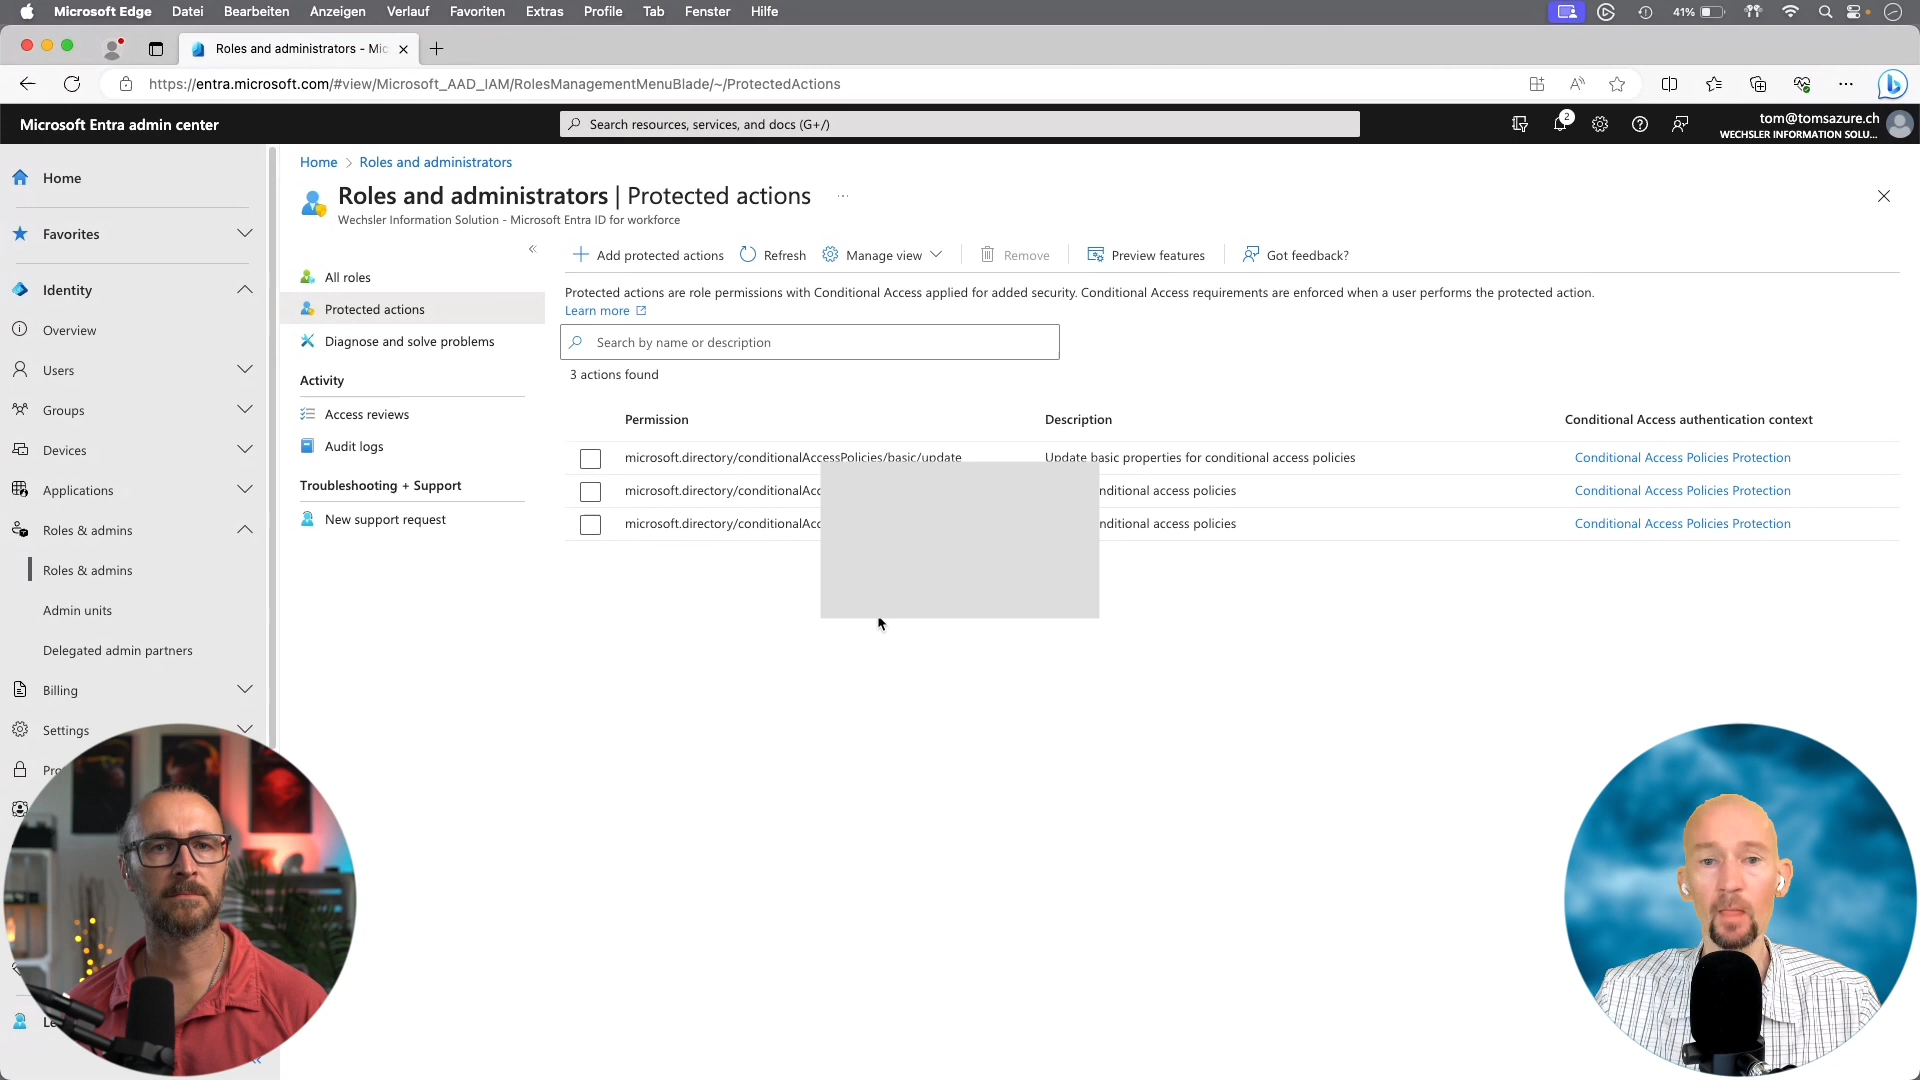 Microsoft Edge Datei Bearbeiten Anzeigen Verlauf Favoriten Extras Profile Tab Fenster Hilfe 41%
Roles and administrators - Mic
https://entra.microsoft.com/#view/Microsoft_AAD_IAM/RolesManagementMenuBlade/~/ProtectedActions
Microsoft Entra admin center
Search resources, services, and docs (G+/)
2
tom@tomsazure.ch
WECHSLER INFORMATION SOLU...
Home
Favorites
Identity
Overview
Users
Groups
Devices
Applications
Roles & admins
Roles & admins
Admin units
Delegated admin partners
Billing
Settings
Home > Roles and administrators
Roles and administrators | Protected actions ...
Wechsler Information Solution - Microsoft Entra ID for workforce
All roles
Protected actions
Diagnose and solve problems
Activity
Access reviews
Audit logs
Troubleshooting + Support
New support request
Add protected actions Refresh Manage view Remove Preview features Got feedback?
Protected actions are role permissions with Conditional Access applied for added security. Conditional Access requirements are enforced when a user performs the protected action.
Learn more
Search by name or description
3 actions found
Permission Description Conditional Access authentication context
microsoft.directory/conditionalAccessPolicies/basic/update Update basic properties for conditional access policies Conditional Access Policies Protection
microsoft.directory/conditionalAcc nditional access policies Conditional Access Policies Protection
microsoft.directory/conditionalAcc nditional access policies Conditional Access Policies Protection